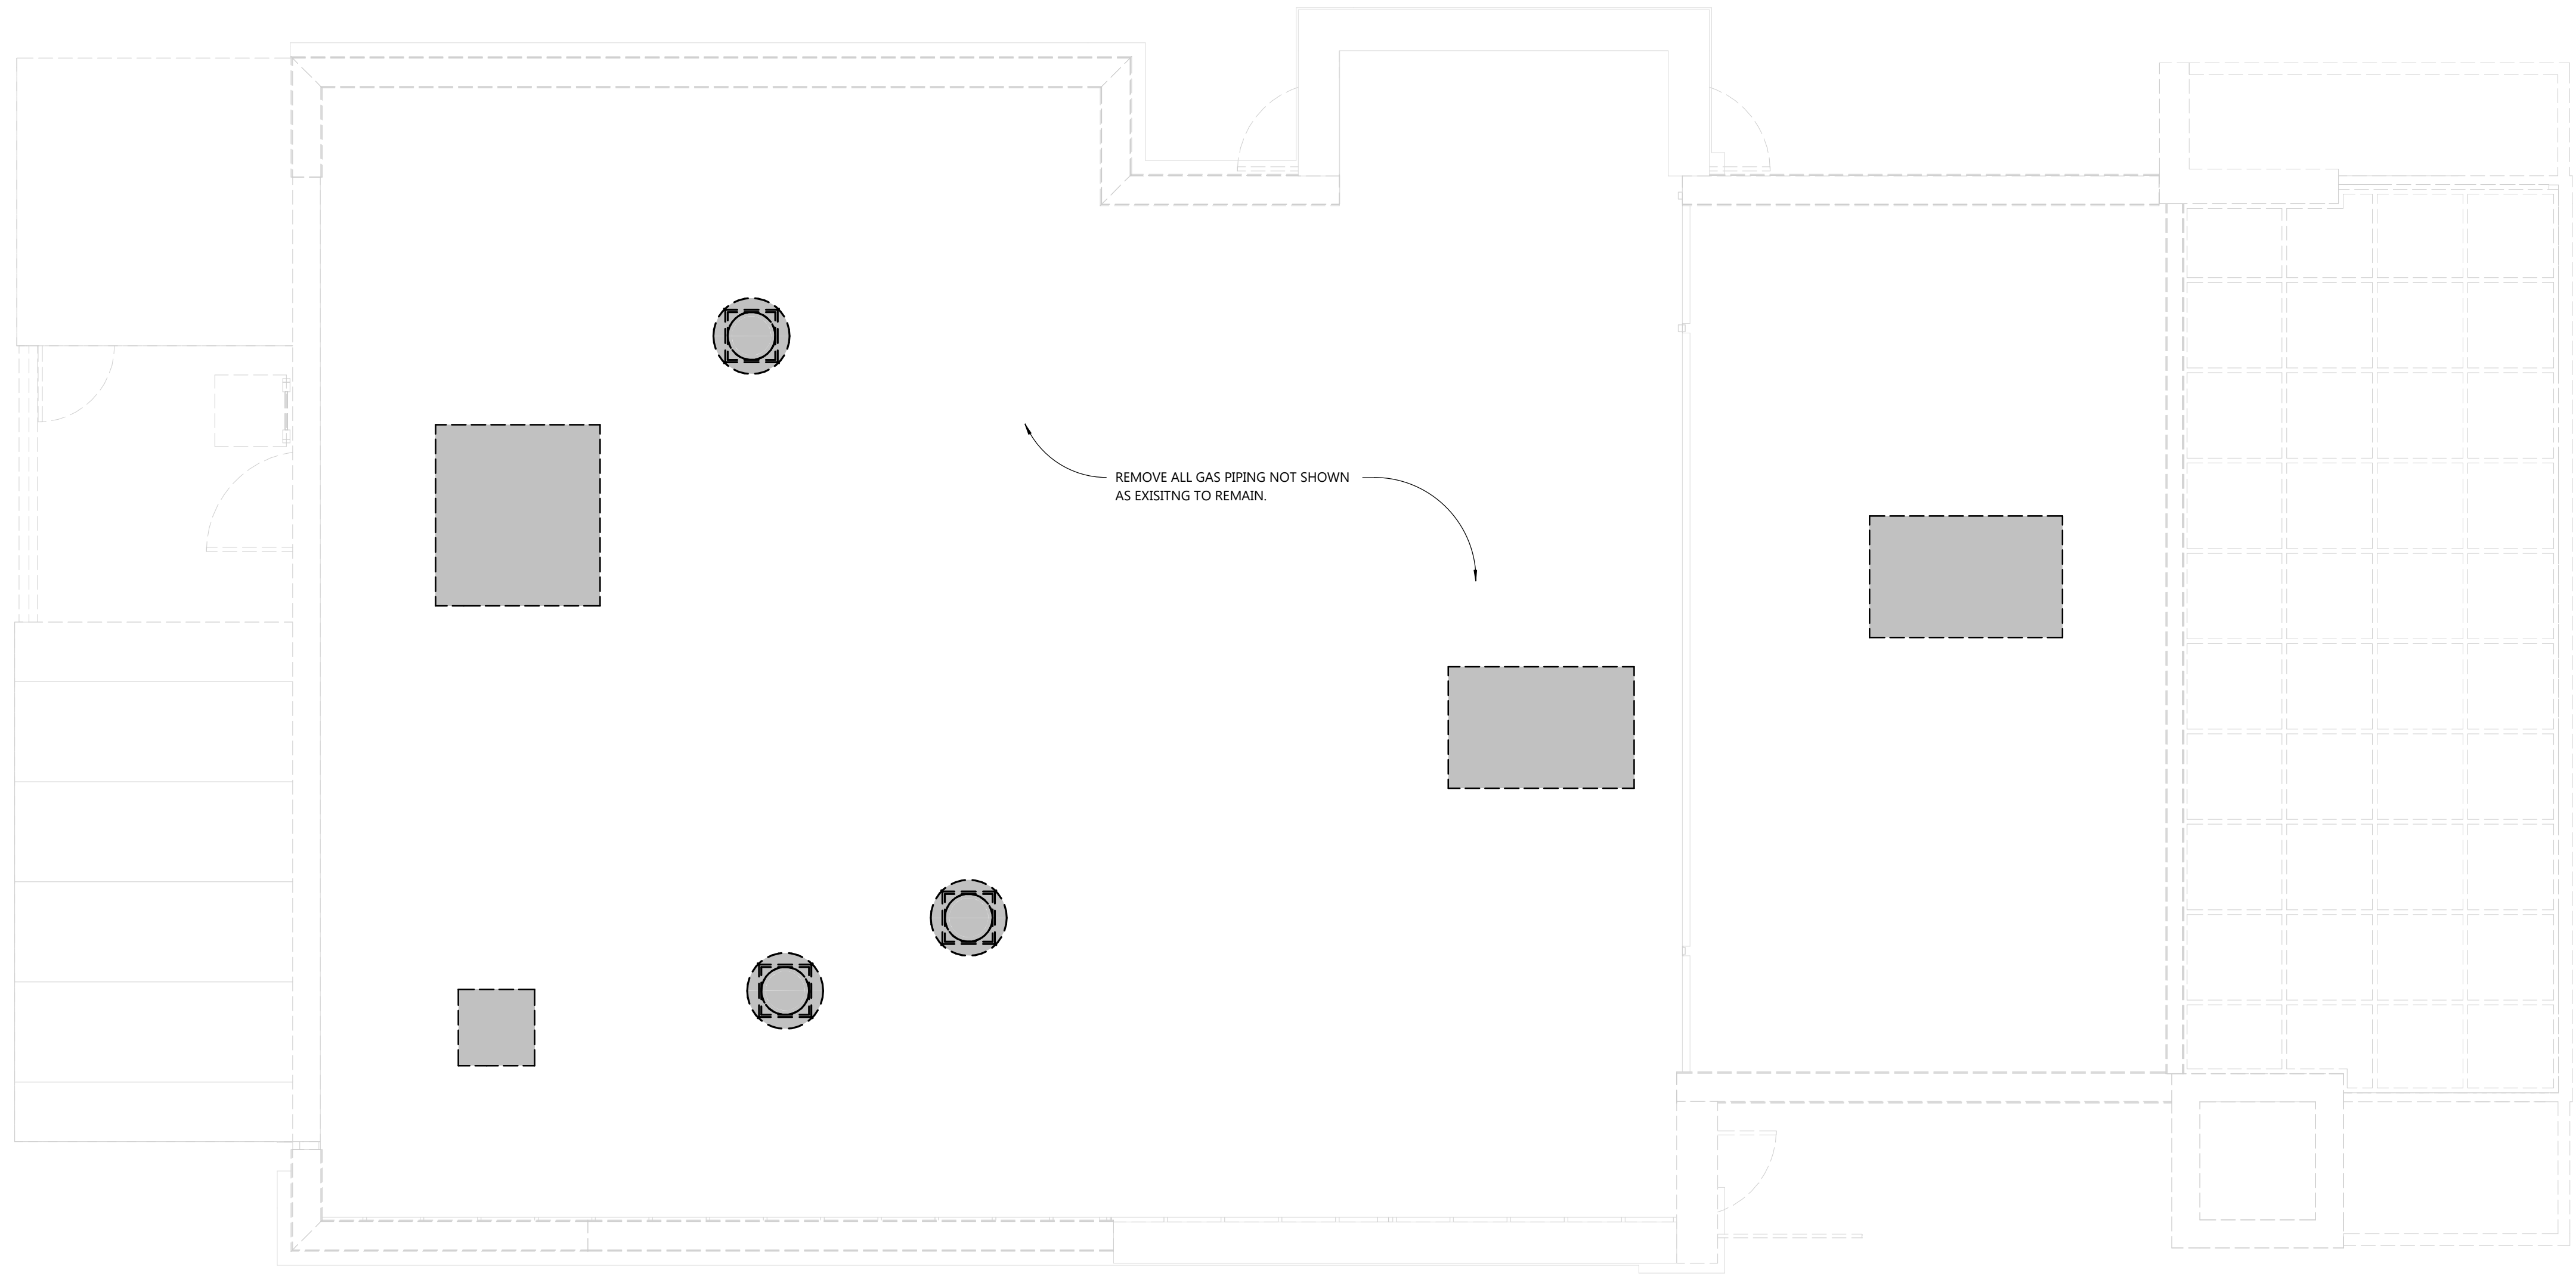 REMOVE ALL GAS PIPING NOT SHOWN
AS EXISITNG TO REMAIN.